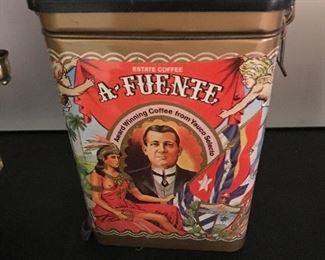 ESTATE COFFEE
A·FUENTE
Award Winning Coffee from Yauco Selecto